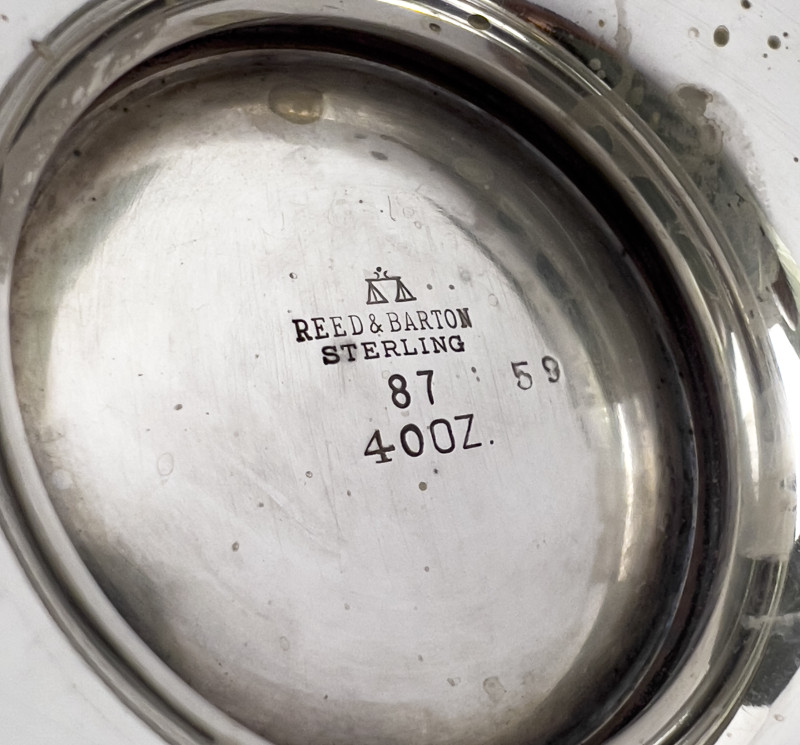 REED & BARTON
STERLING
87 59
40OZ.